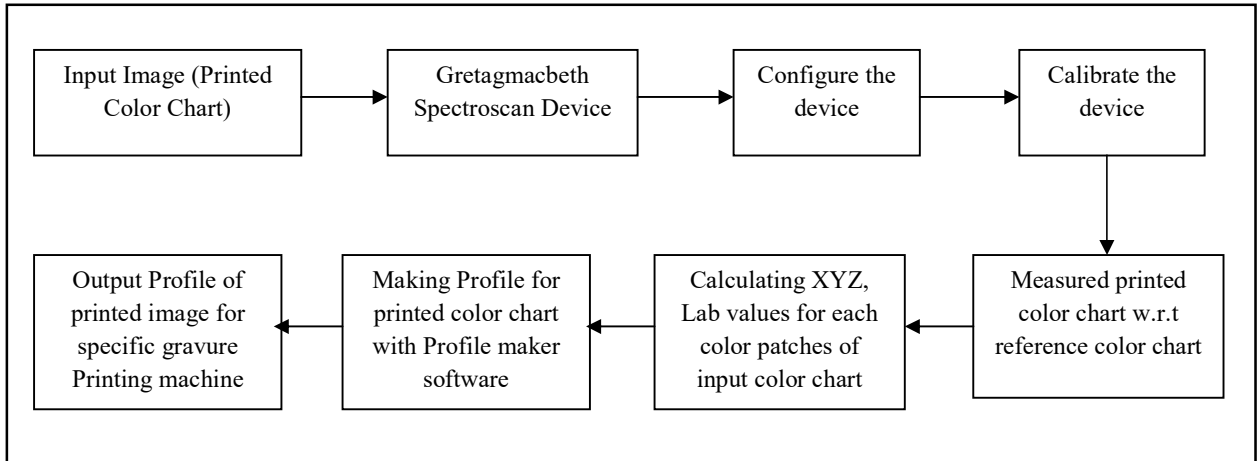 Input Image (Printed
Color Chart)
Gretagmacbeth
Spectroscan Device
Configure the
device
Calibrate the
device
Measured printed
color chart w.r.t
reference color chart
Calculating XYZ,
Lab values for each
color patches of
input color chart
Making Profile for
printed color chart
with Profile maker
software
Output Profile of
printed image for
specific gravure
Printing machine